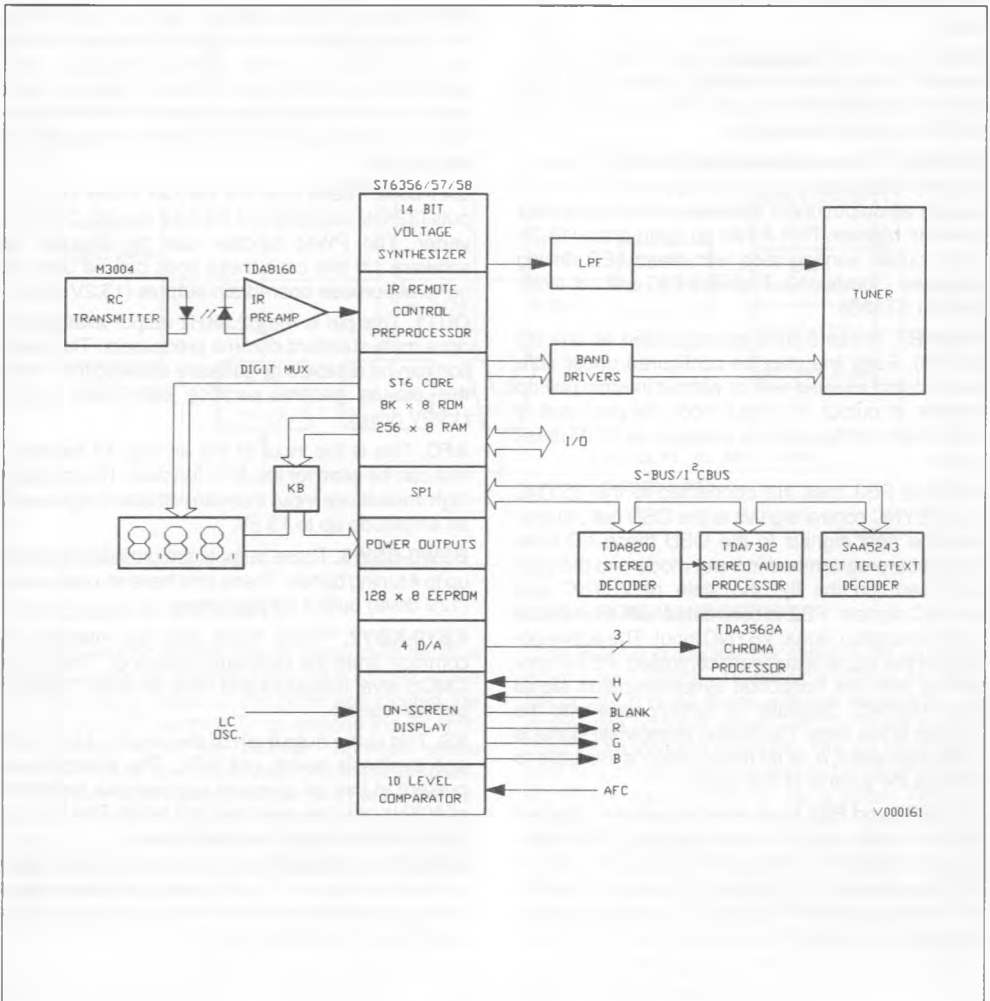 ST6356/57/58
14 BIT
VOLTAGE
SYNTHESIZER
LPF
TUNER
M3004
TDA8160
RC
TRANSMITTER
IR
PREAMP
IR REMOTE
CONTROL
PREPROCESSOR
DIGIT MUX
BAND
DRIVERS
ST6 CORE
8K × 8 ROM
256 × 8 RAM
I/O
KB
SPI
S-BUS/I²CBUS
8.8.8.
POWER OUTPUTS
TDA8200
STEREO
DECODER
TDA7302
STEREO AUDIO
PROCESSOR
SAA5243
CCT TELETEXT
DECODER
128 × 8 EEPROM
4 D/A
3
TDA3562A
CHROMA
PROCESSOR
H
V
LC
OSC.
ON-SCREEN
DISPLAY
BLANK
R
G
B
10 LEVEL
COMPARATOR
AFC
V000161